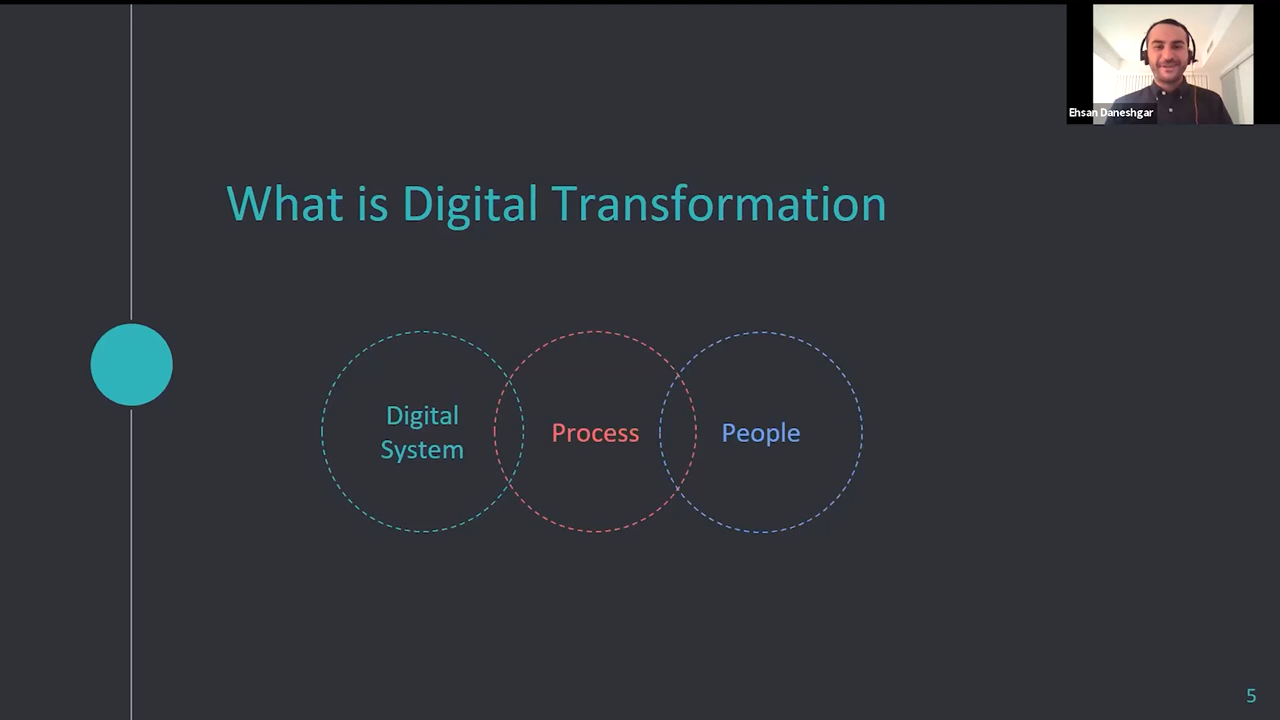 Ehsan Daneshgar
What is Digital Transformation
Digital
System
Process
People
5